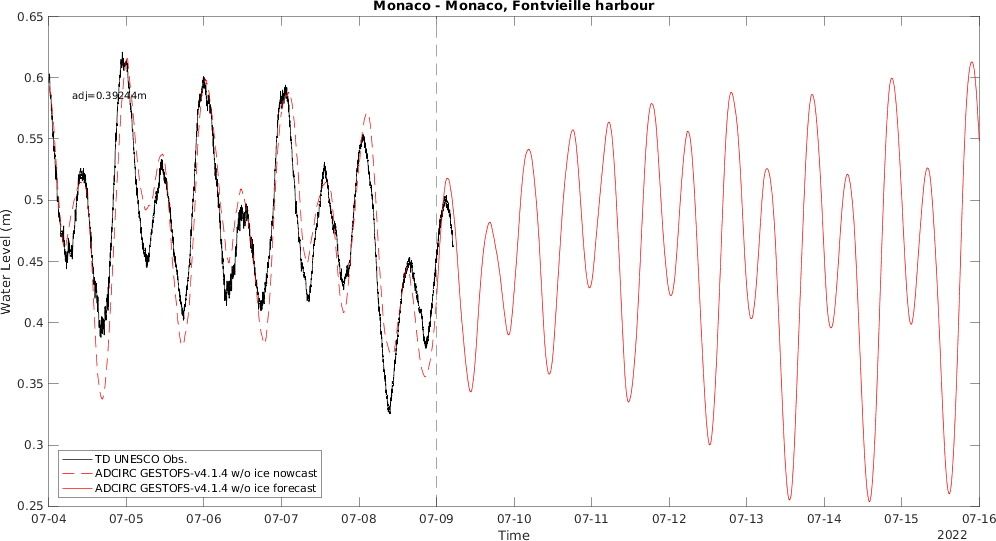 Monaco - Monaco, Fontvieille harbour
Water Level (m)
0.65
0.6
0.55
0.5
0.45
0.4
0.35
0.3
0.25
adj=0.39244m
TD UNESCO Obs.
ADCIRC GESTOFS-v4.1.4 w/o ice nowcast
ADCIRC GESTOFS-v4.1.4 w/o ice forecast
07-04 07-05 07-06 07-07 07-08 07-09 07-10 07-11 07-12 07-13 07-14 07-15 07-16
Time
2022